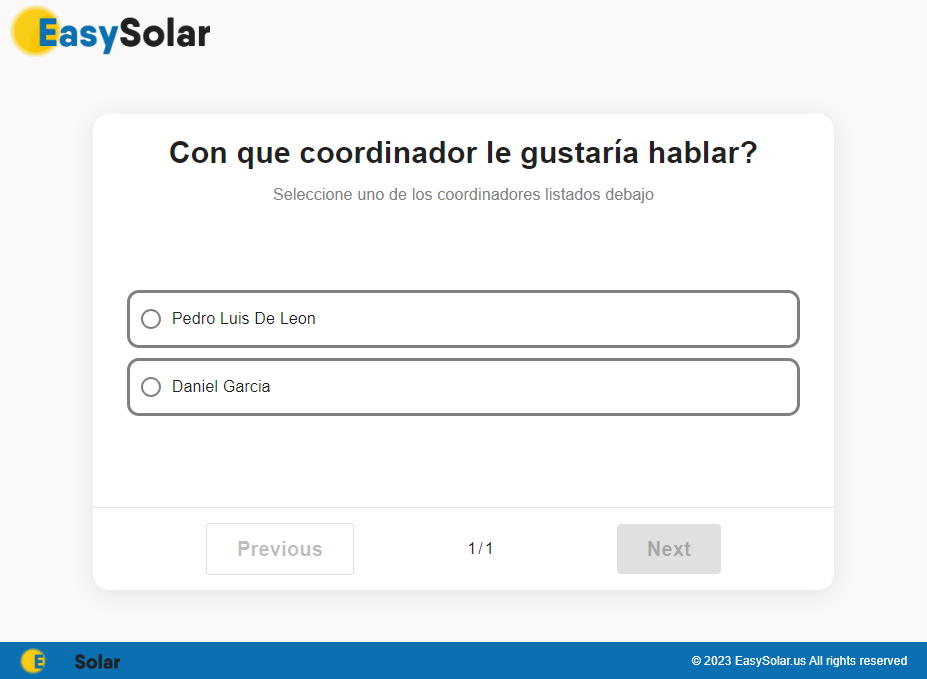 EasySolar
Con que coordinador le gustaría hablar?
Seleccione uno de los coordinadores listados debajo
Pedro Luis De Leon
Daniel Garcia
Previous
1/1
Next
E Solar
© 2023 EasySolar.us All rights reserved